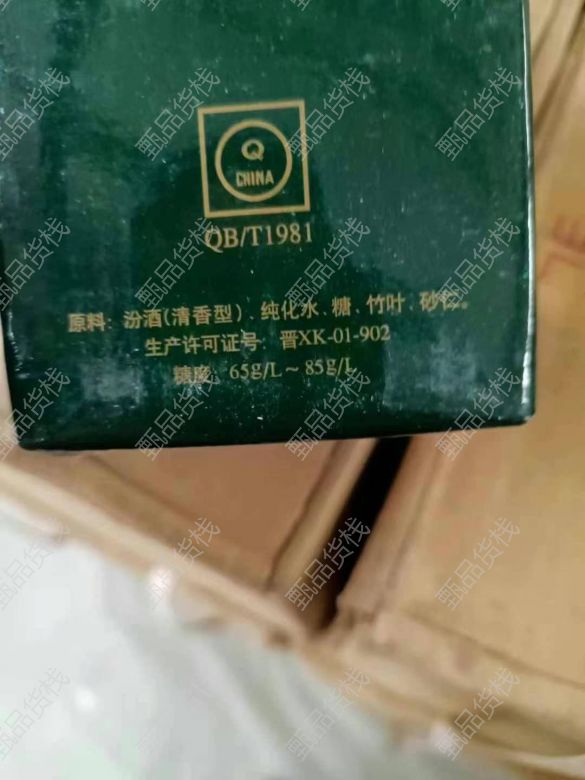 Q
CHINA
QB/T1981
原料: 汾酒(清香型)、纯化水、糖、竹叶、砂仁。
生产许可证号: 晋XK-01-902
糖度: 65g/L~85g/L
甄品货栈